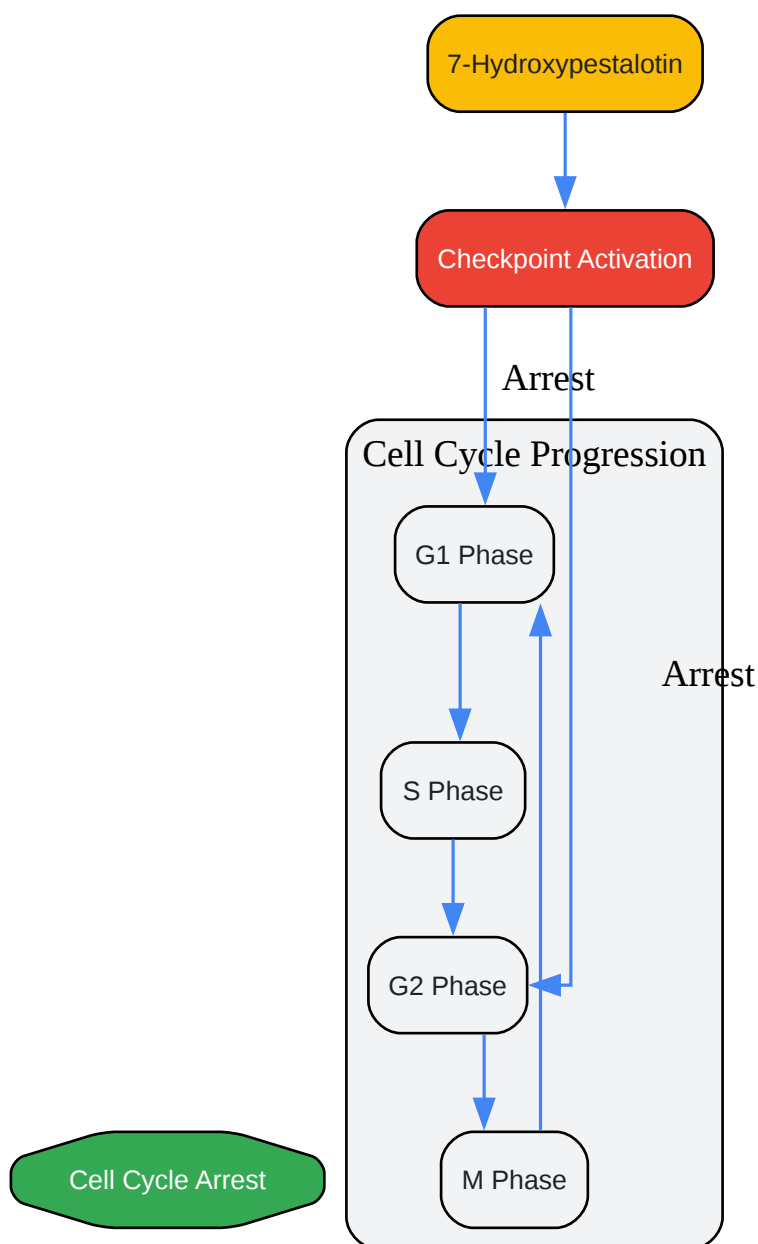 7-Hydroxypestalotin
Checkpoint Activation
Arrest
Cell Cycle Progression
G1 Phase
Arrest
S Phase
G2 Phase
Cell Cycle Arrest
M Phase